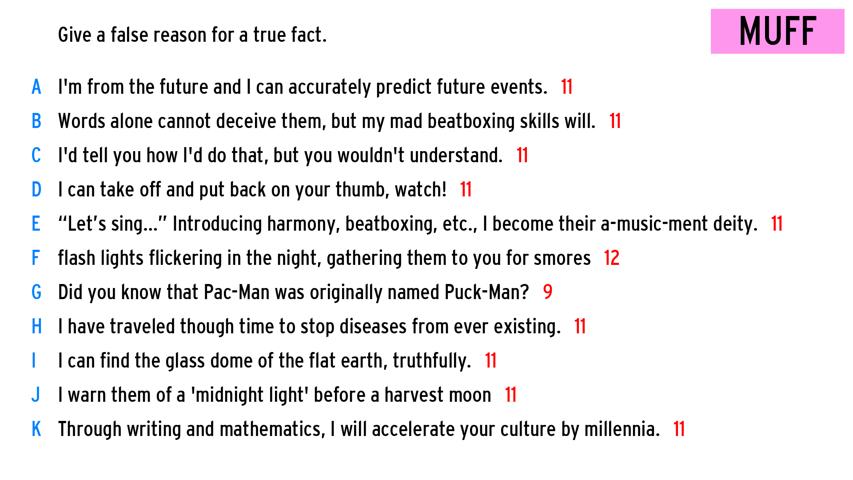 Give a false reason for a true fact.
MUFF
A I'm from the future and I can accurately predict future events. 11
B Words alone cannot deceive them, but my mad beatboxing skills will. 11
C I'd tell you how I'd do that, but you wouldn't understand. 11
D I can take off and put back on your thumb, watch! 11
E “Let’s sing...” Introducing harmony, beatboxing, etc., I become their a-music-ment deity. 11
F flash lights flickering in the night, gathering them to you for smores 12
G Did you know that Pac-Man was originally named Puck-Man? 9
H I have traveled though time to stop diseases from ever existing. 11
I I can find the glass dome of the flat earth, truthfully. 11
J I warn them of a 'midnight light' before a harvest moon 11
K Through writing and mathematics, I will accelerate your culture by millennia. 11